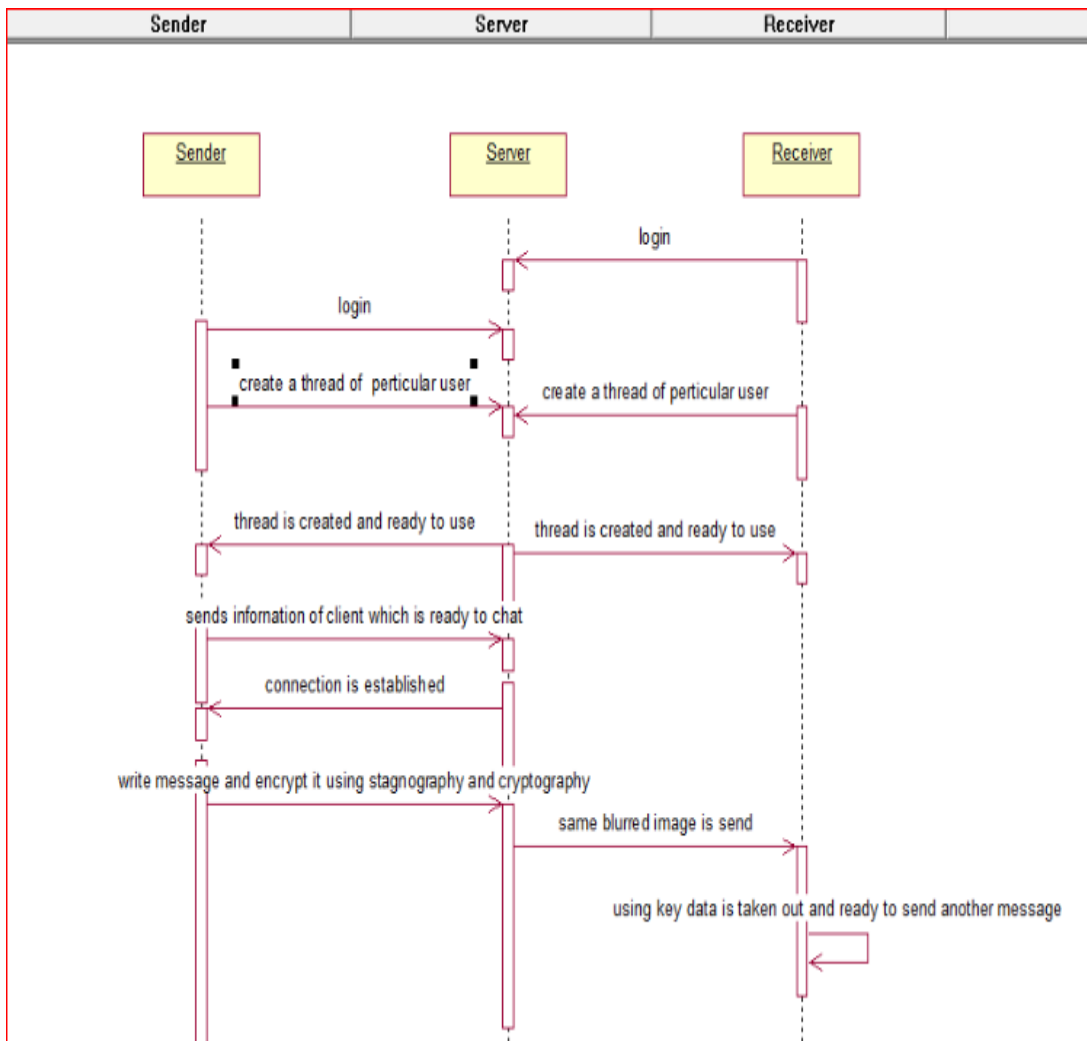 Sender Server Receiver
Sender Server Receiver
login
login
create a thread of perticular user
create a thread of perticular user
thread is created and ready to use
thread is created and ready to use
sends infornation of client which is ready to chat
connection is established
write message and encrypt it using stagnography and cryptography
same blurred image is send
using key data is taken out and ready to send another message